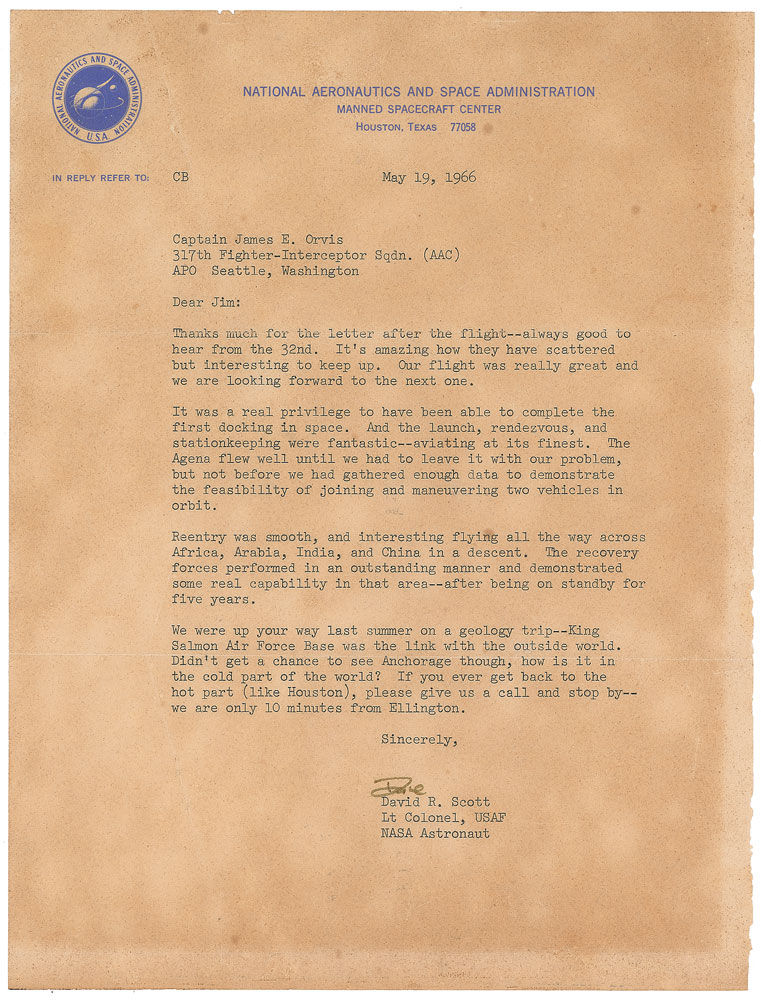 NATIONAL AERONAUTICS AND SPACE ADMINISTRATION
U.S.A.
NATIONAL AERONAUTICS AND SPACE ADMINISTRATION
MANNED SPACECRAFT CENTER
HOUSTON, TEXAS 77058
IN REPLY REFER TO: CB May 19, 1966
Captain James E. Orvis
317th Fighter-Interceptor Sqdn. (AAC)
APO Seattle, Washington
Dear Jim:
Thanks much for the letter after the flight--always good to
hear from the 32nd. It's amazing how they have scattered
but interesting to keep up. Our flight was really great and
we are looking forward to the next one.
It was a real privilege to have been able to complete the
first docking in space. And the launch, rendezvous, and
stationkeeping were fantastic--aviating at its finest. The
Agena flew well until we had to leave it with our problem,
but not before we had gathered enough data to demonstrate
the feasibility of joining and maneuvering two vehicles in
orbit.
Reentry was smooth, and interesting flying all the way across
Africa, Arabia, India, and China in a descent. The recovery
forces performed in an outstanding manner and demonstrated
some real capability in that area--after being on standby for
five years.
We were up your way last summer on a geology trip--King
Salmon Air Force Base was the link with the outside world.
Didn't get a chance to see Anchorage though, how is it in
the cold part of the world? If you ever get back to the
hot part (like Houston), please give us a call and stop by--
we are only 10 minutes from Ellington.
Sincerely,
Dave
David R. Scott
Lt Colonel, USAF
NASA Astronaut